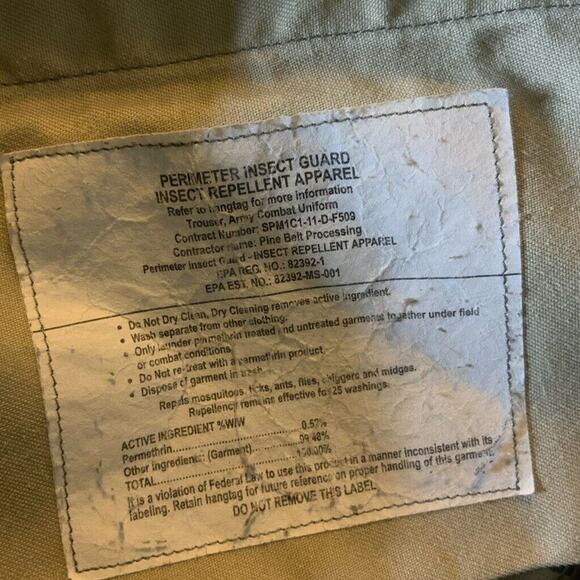 PERIMETER INSECT GUARD
INSECT REPELLENT APPAREL
Refer to hangtag for more information
Trouser, Army Combat Uniform
Contract Number: SPM1C1-11-D-F509
Contractor Name: Pine Belt Processing
Perimeter Insect Guard - INSECT REPELLENT APPAREL
EPA REG. NO.: 82392-1
EPA EST. NO.: 82392-MS-001
• Do Not Dry Clean, Dry Cleaning removes active ingredient.
• Wash separate from other clothing.
• Only launder permethrin treated and untreated garments together under field
or combat conditions.
• Do not re-treat with a permethrin product.
• Dispose of garment in trash.
Repels mosquitoes, ticks, ants, flies, chiggers and midges.
Repellency remains effective for 25 washings.
ACTIVE INGREDIENT %W/W
Permethrin............ 0.52%
Other ingredients: (Garment)............ 99.48%
TOTAL............ 100.00%
It is a violation of Federal Law to use this product in a manner inconsistent with its
labeling. Retain hangtag for future reference on proper handling of this garment.
DO NOT REMOVE THIS LABEL